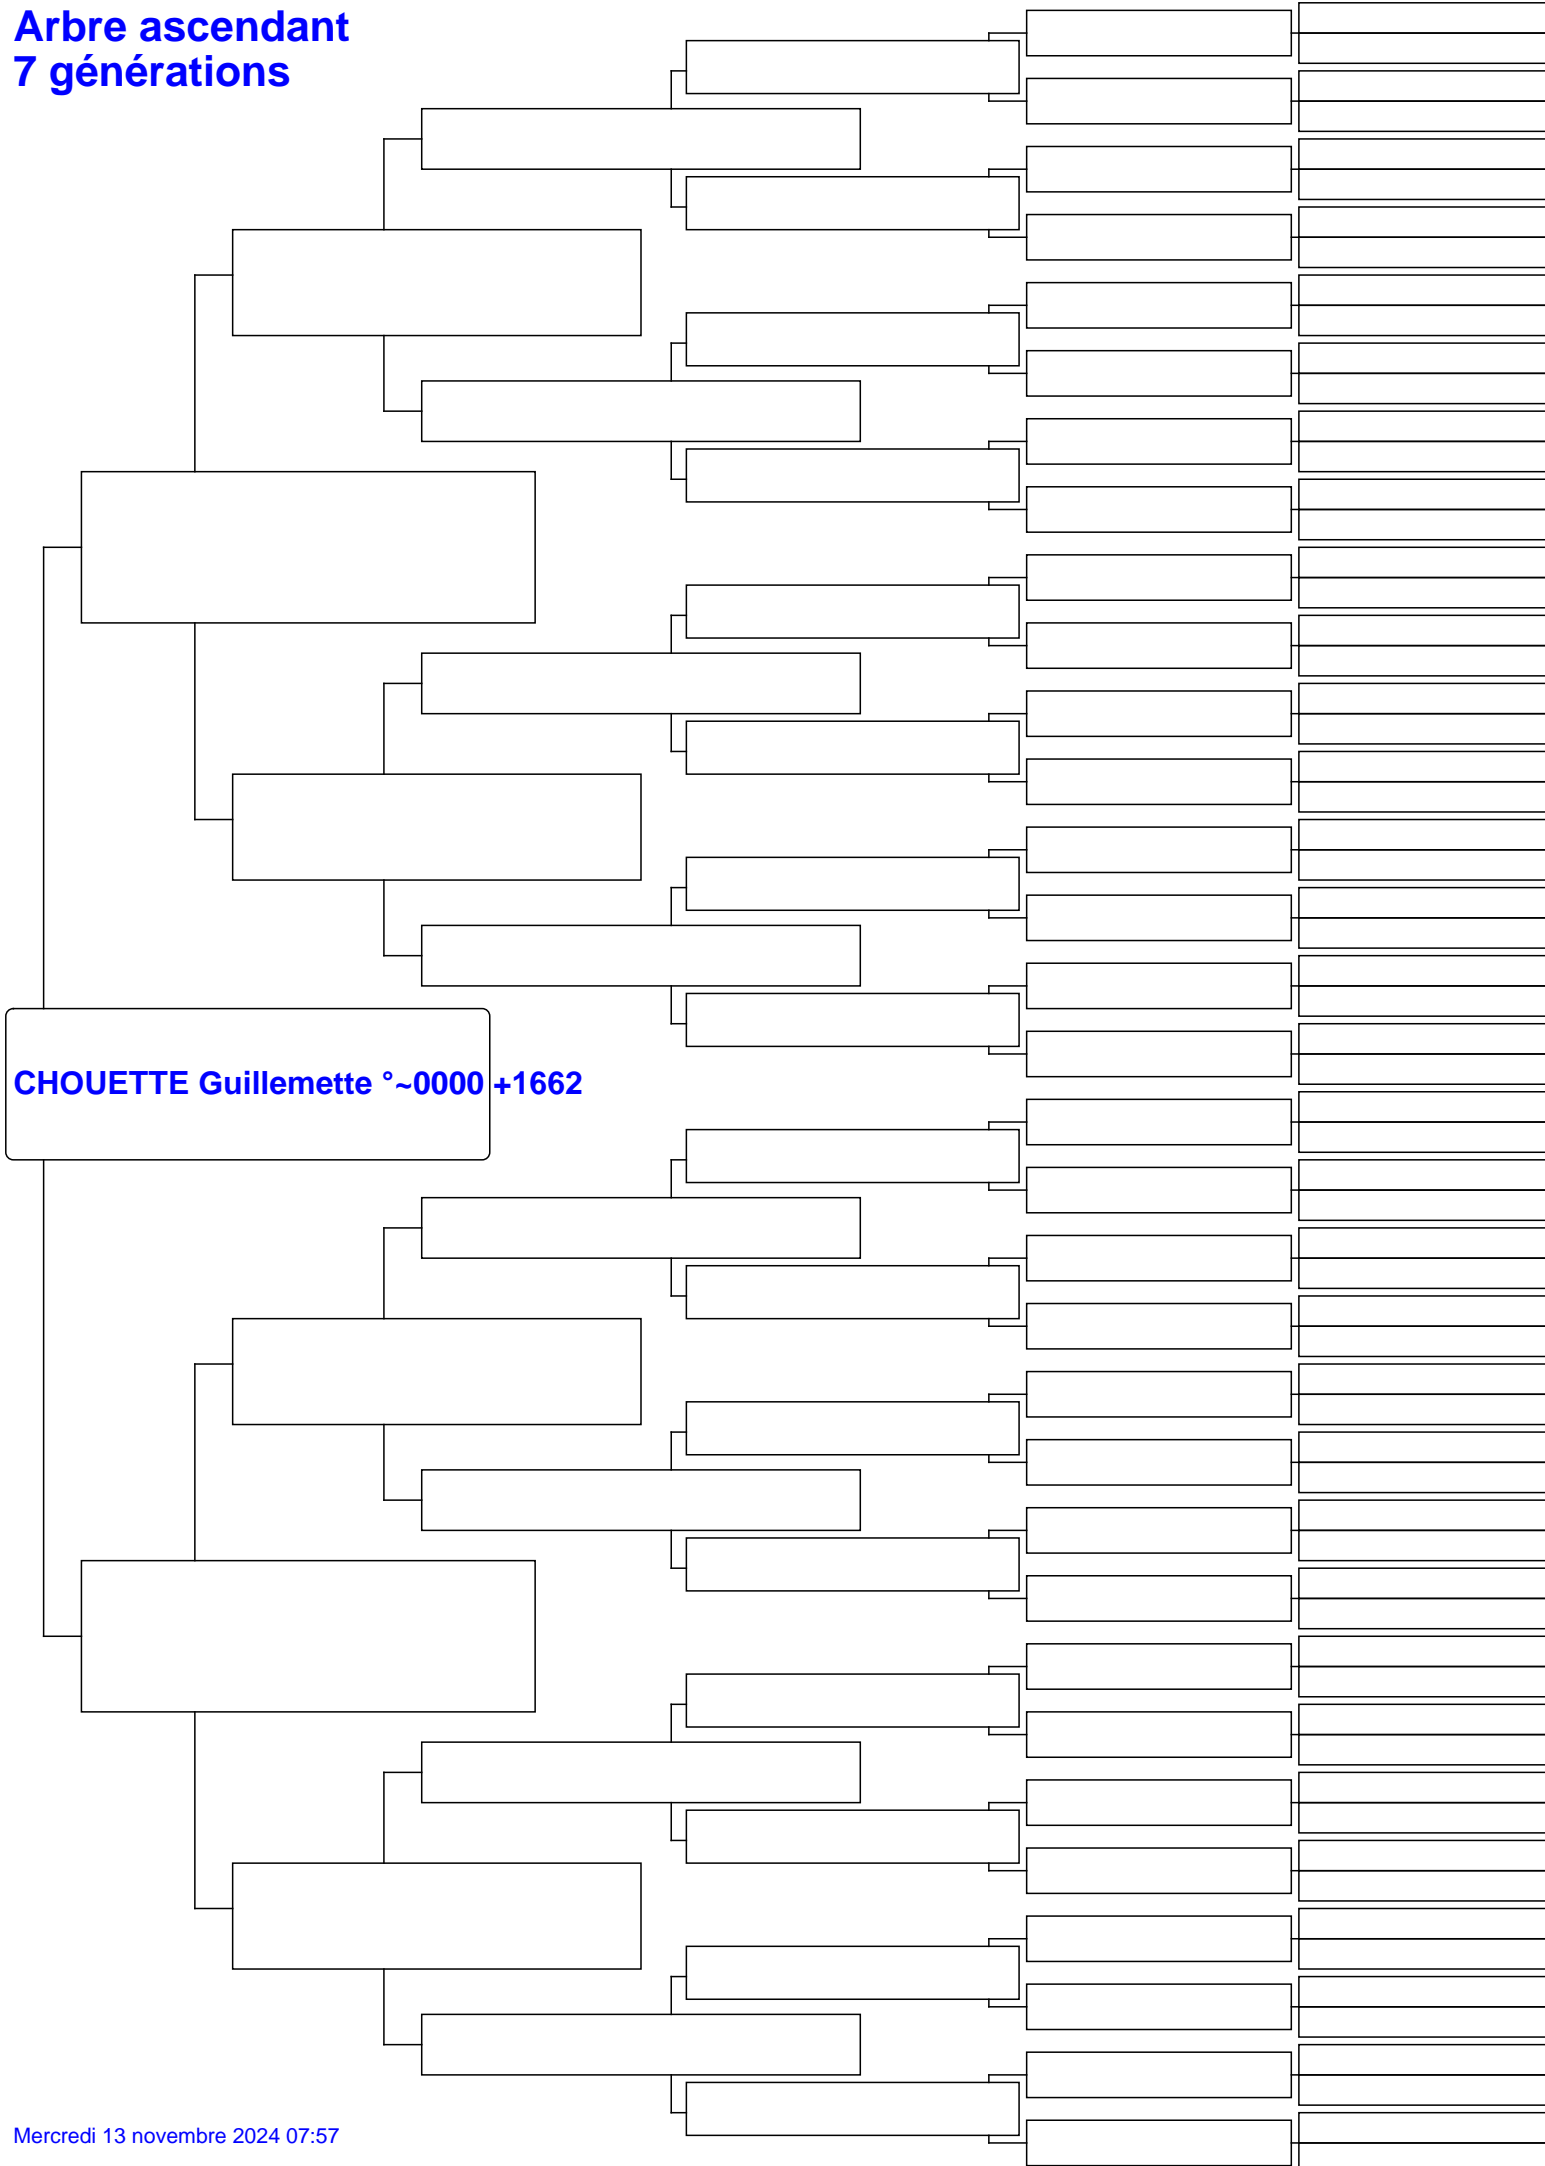 Arbre ascendant
7 générations
CHOUETTE Guillemette °~0000 +1662
Mercredi 13 novembre 2024 07:57